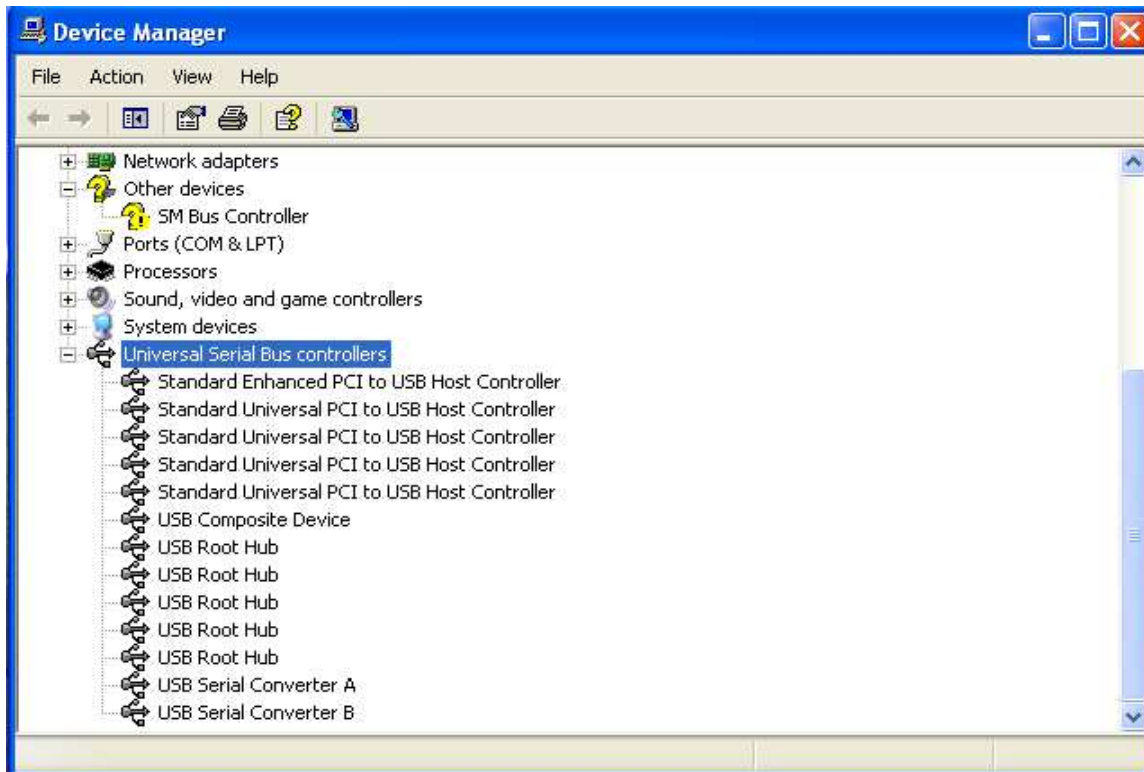 Device Manager
File Action View Help
Network adapters
Other devices
SM Bus Controller
Ports (COM & LPT)
Processors
Sound, video and game controllers
System devices
Universal Serial Bus controllers
Standard Enhanced PCI to USB Host Controller
Standard Universal PCI to USB Host Controller
Standard Universal PCI to USB Host Controller
Standard Universal PCI to USB Host Controller
Standard Universal PCI to USB Host Controller
USB Composite Device
USB Root Hub
USB Root Hub
USB Root Hub
USB Root Hub
USB Root Hub
USB Serial Converter A
USB Serial Converter B